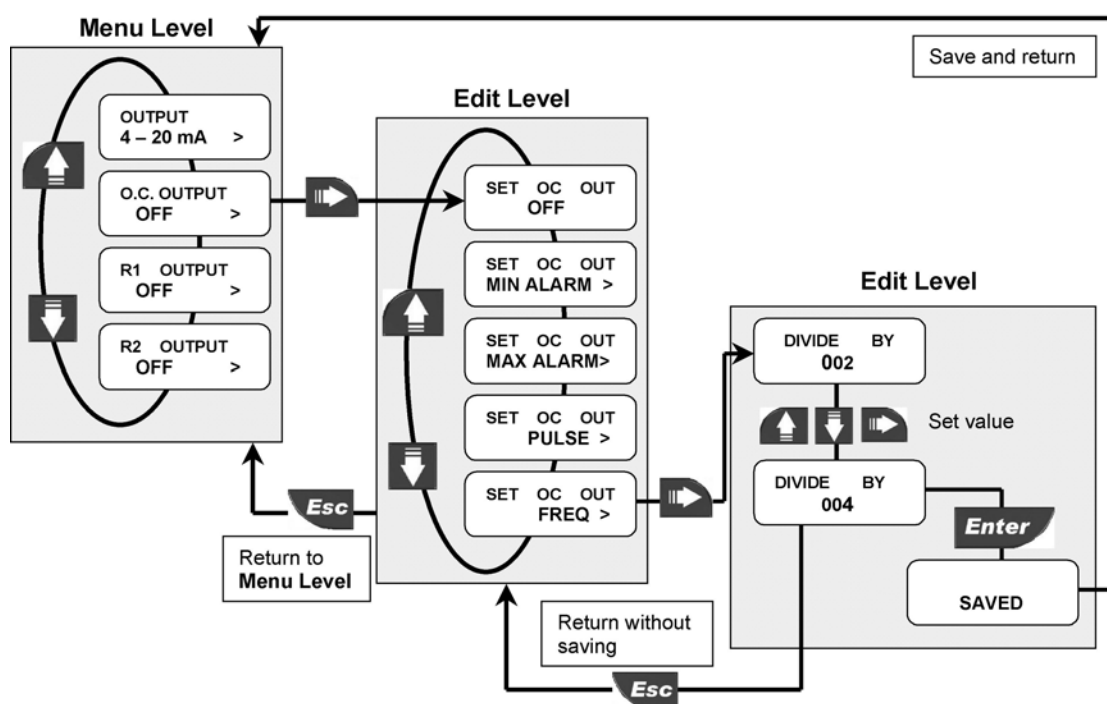 Menu Level
Save and return
OUTPUT
4 – 20 mA >
O.C. OUTPUT
OFF >
R1 OUTPUT
OFF >
R2 OUTPUT
OFF >
Edit Level
SET OC OUT
OFF
SET OC OUT
MIN ALARM >
SET OC OUT
MAX ALARM>
SET OC OUT
PULSE >
SET OC OUT
FREQ >
Esc
Return to
Menu Level
Edit Level
DIVIDE BY
002
Set value
DIVIDE BY
004
Enter
SAVED
Return without
saving
Esc